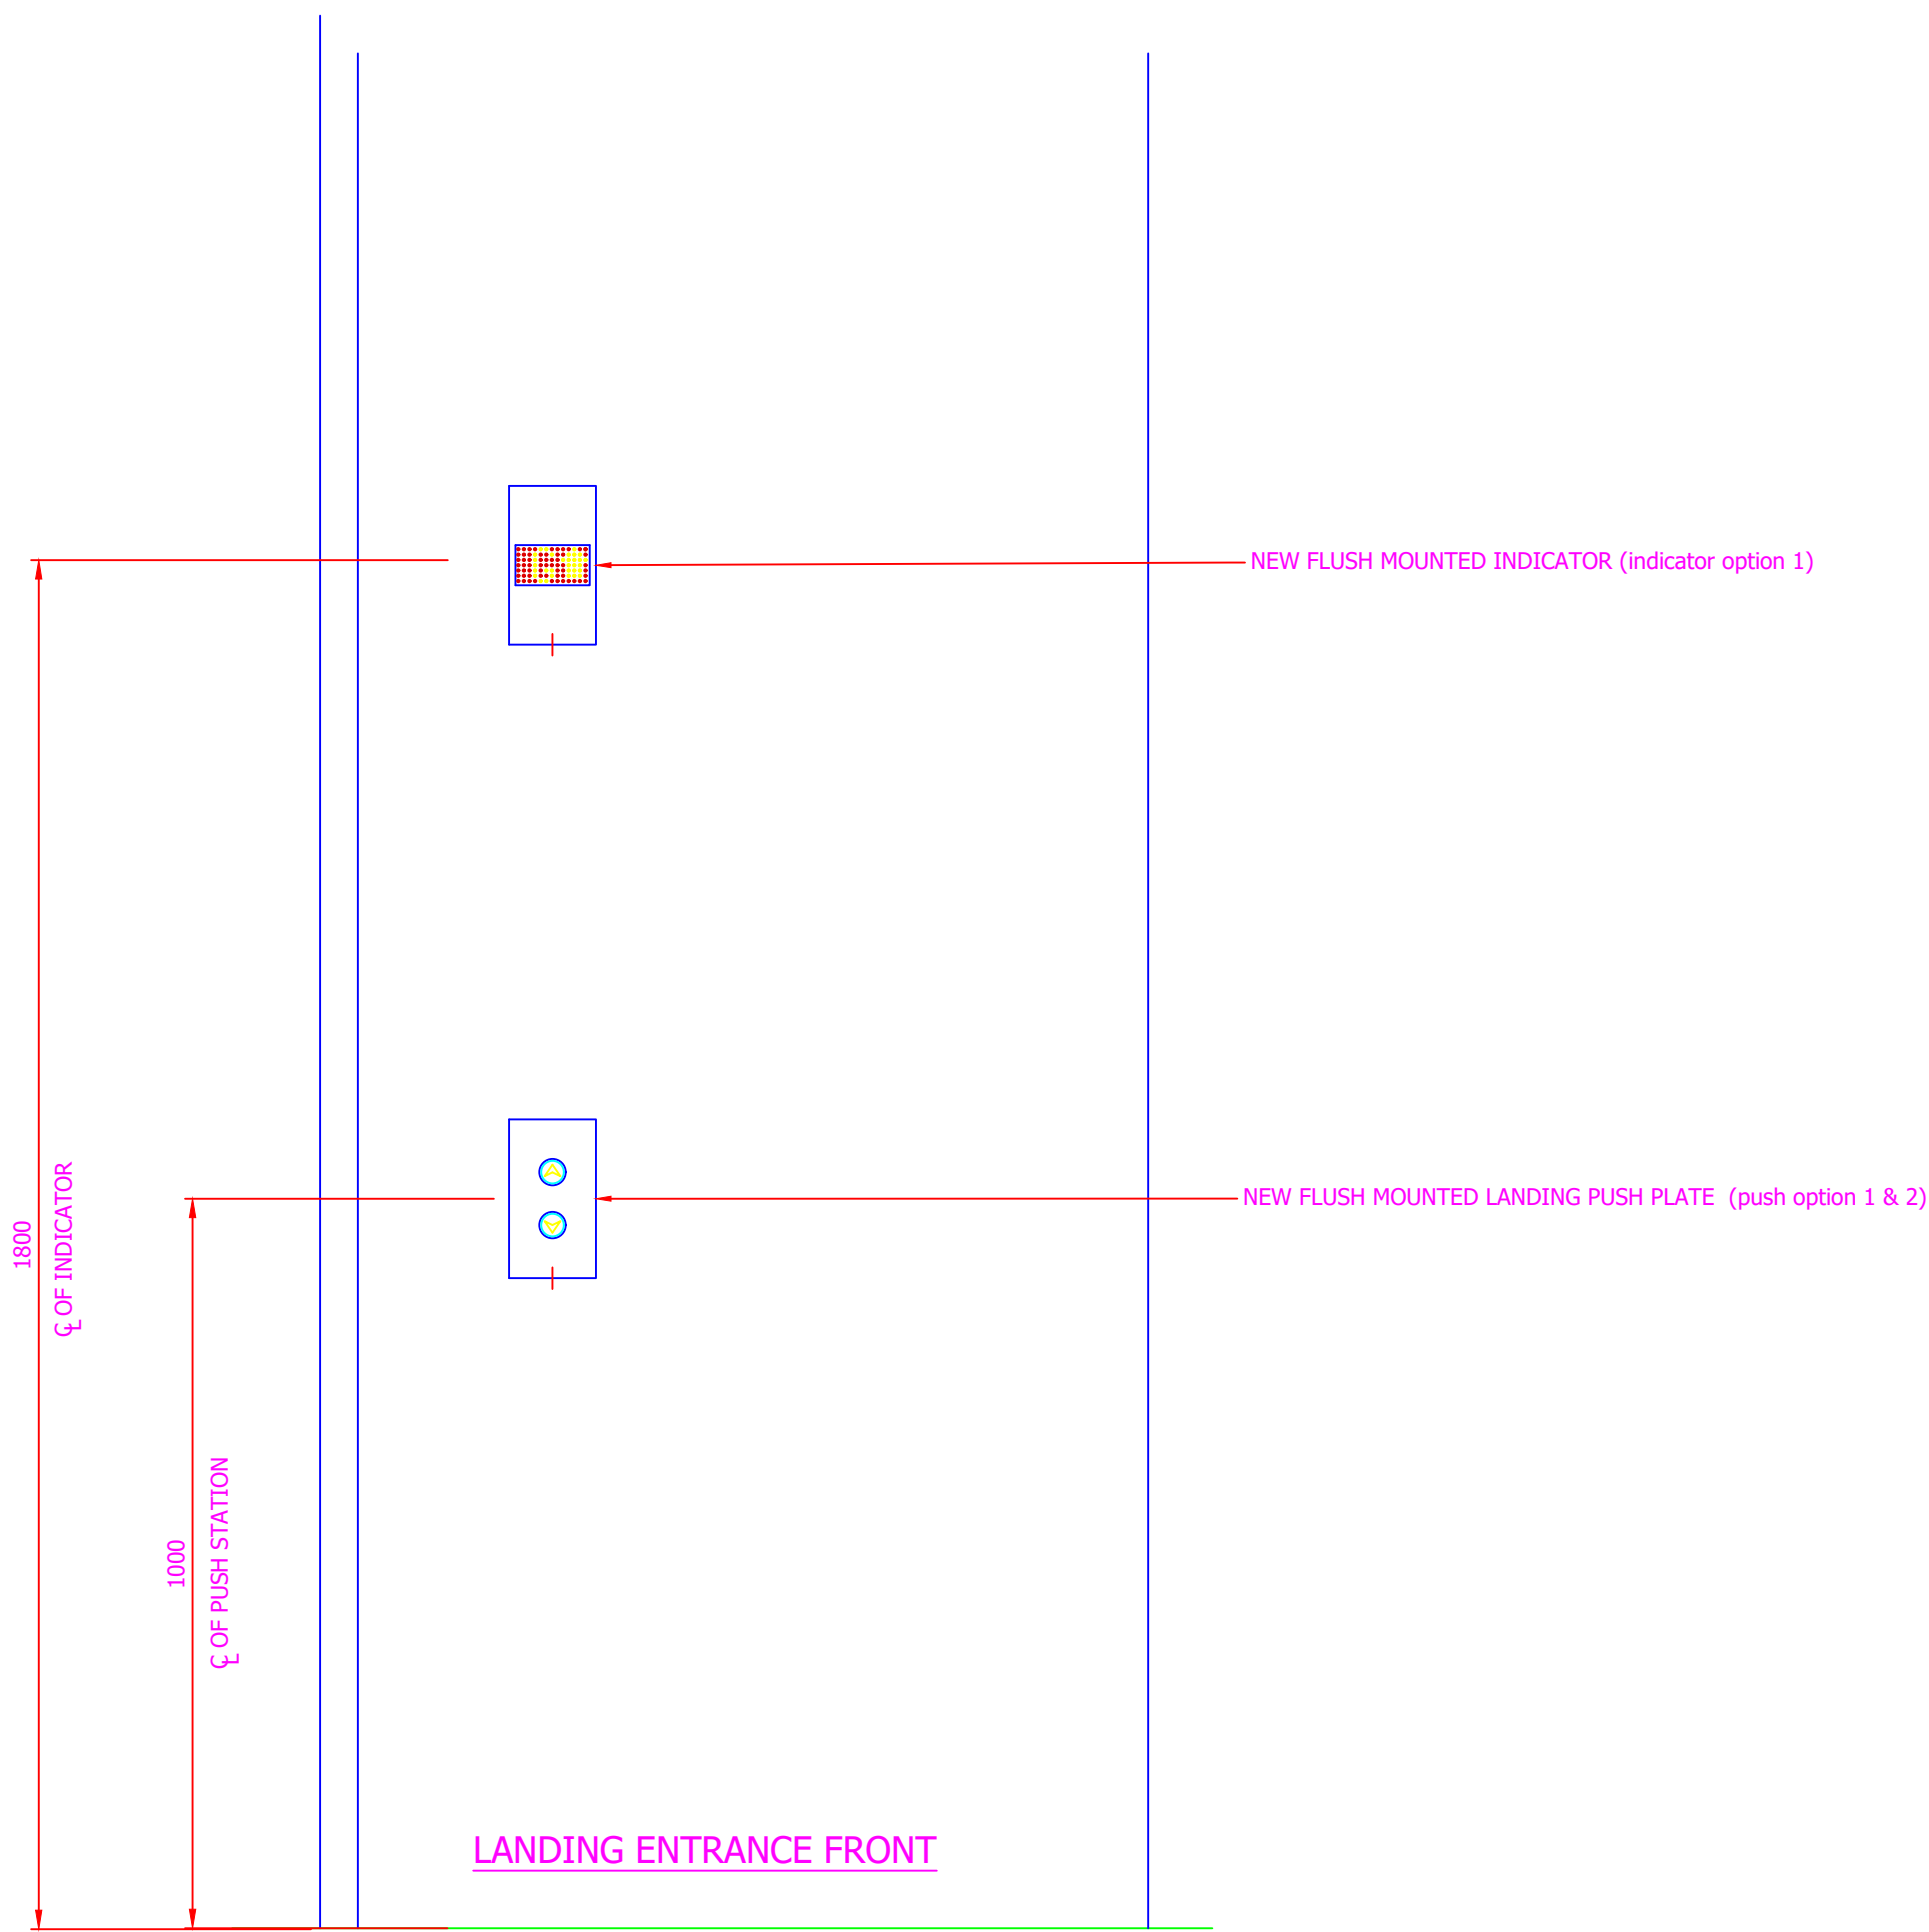 NEW FLUSH MOUNTED INDICATOR (indicator option 1)
NEW FLUSH MOUNTED LANDING PUSH PLATE (push option 1 & 2)
1800
℄ OF INDICATOR
1000
℄ OF PUSH STATION
LANDING ENTRANCE FRONT